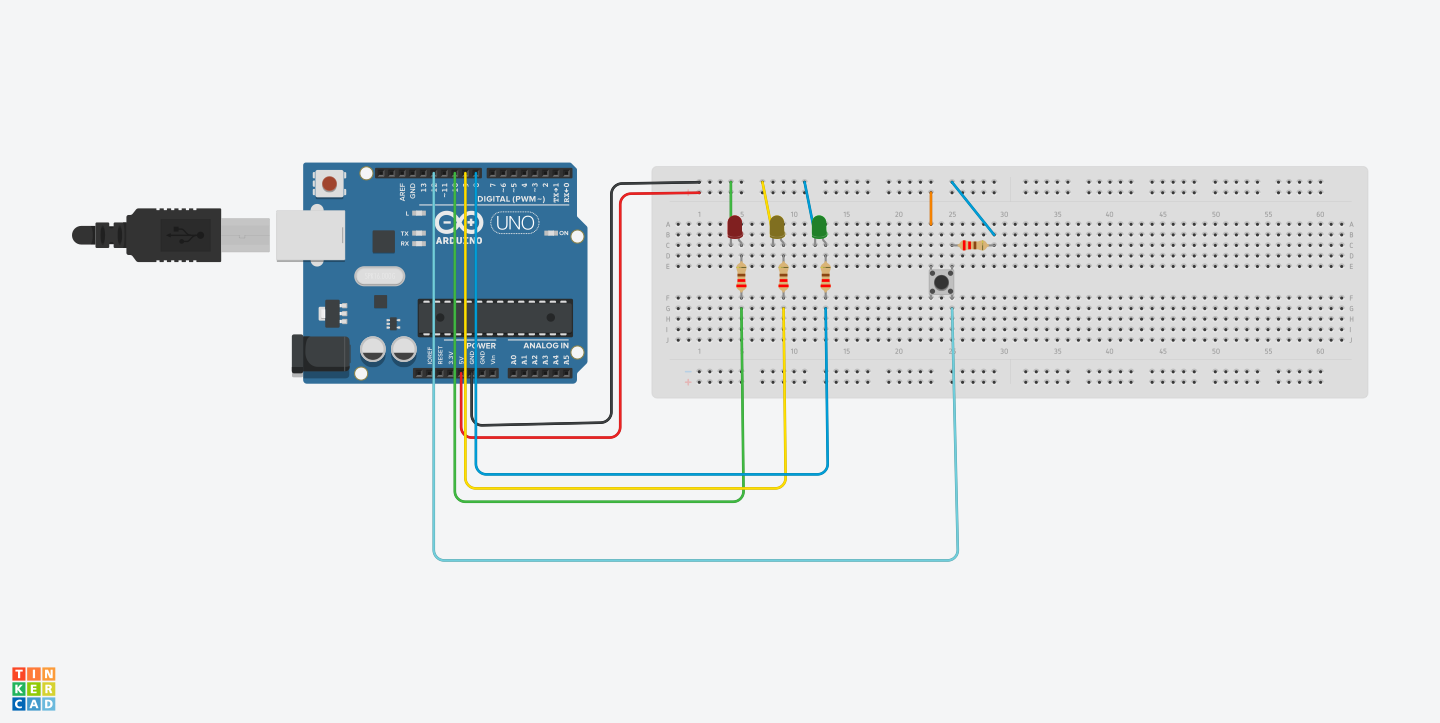 AREF
GND
13
12
~11
10
9
8
7
~6
~5
4
~3
2
TX→1
RX←0
DIGITAL (PWM~)
L
TX
RX
ARDUINO
UNO
ON
POWER
ANALOG IN
IOREF
RESET
3.3V
5V
GND
GND
Vin
A0
A1
A2
A3
A4
A5
1 5 10 15 20 25 30 35 40 45 50 55 60
A A
B B
C C
D D
E E
F F
G G
H H
I I
J J
1 5 10 15 20 25 30 35 40 45 50 55 60
TIN
KER
CAD